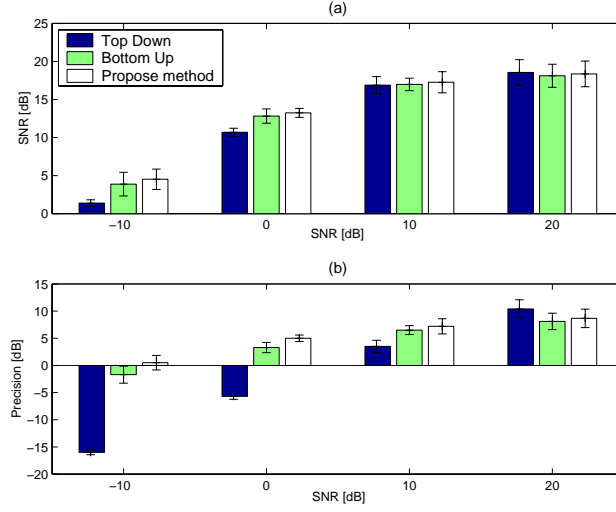 (a)
25
20
15
10
5
0
SNR [dB]
Top Down
Bottom Up
Propose method
−10
0
10
20
SNR [dB]
(b)
15
10
5
0
−5
−10
−15
−20
Precision [dB]
−10
0
10
20
SNR [dB]